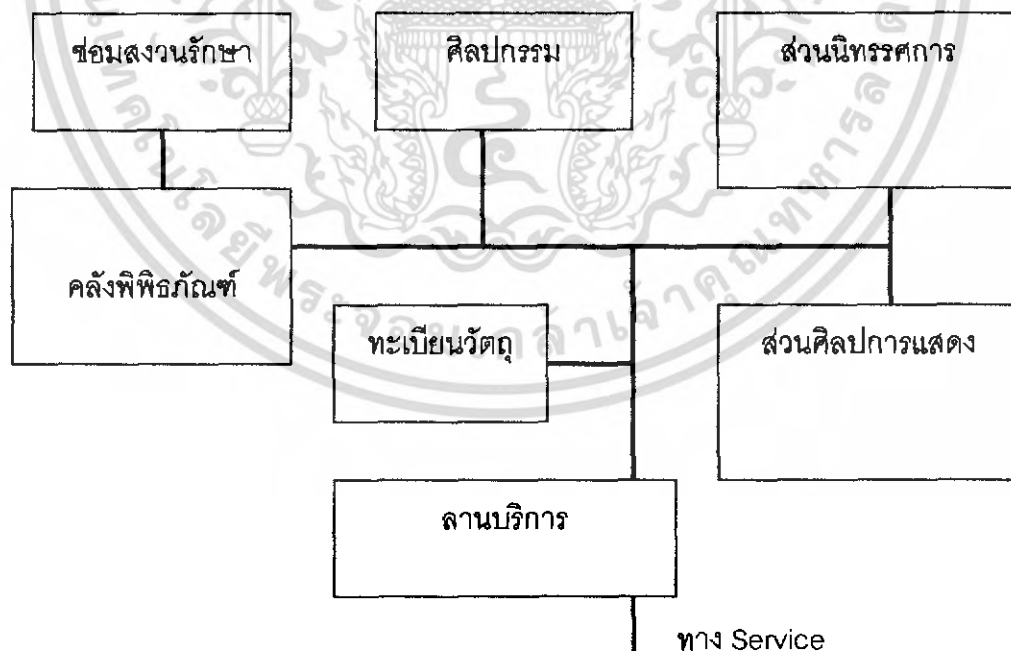 ซ่อมสงวนรักษา
ศิลปกรรม
ส่วนนิทรรศการ
คลังพิพิธภัณฑ์
ทะเบียนวัตถุ
ส่วนศิลปการแสดง
ลานบริการ
ทาง Service